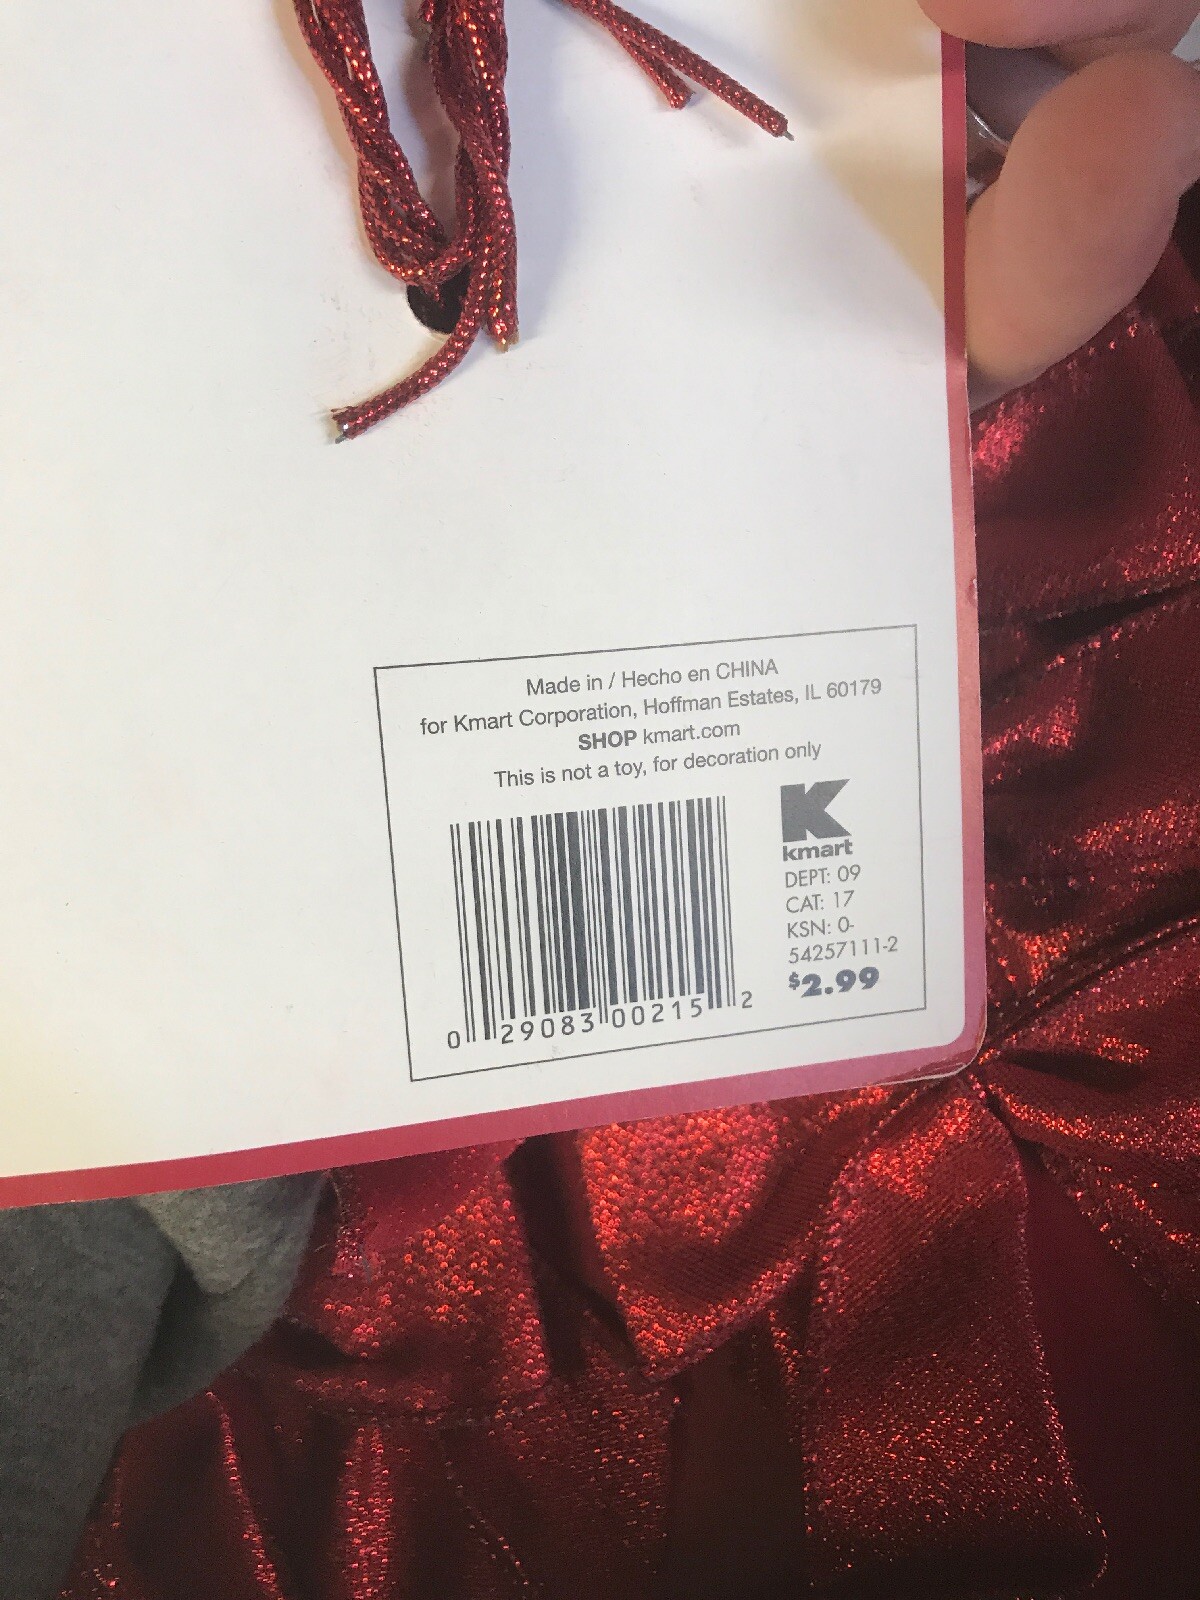 Made in / Hecho en CHINA
for Kmart Corporation, Hoffman Estates, IL 60179
SHOP kmart.com
This is not a toy, for decoration only
K
kmart
DEPT: 09
CAT: 17
KSN: 0-
54257111-2
$2.99
0 29083 00215 2